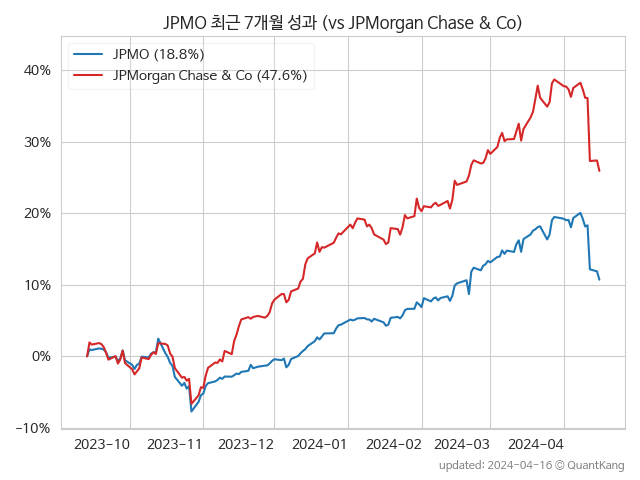 JPMO 최근 7개월 성과 (vs JPMorgan Chase & Co)
JPMO (18.8%)
JPMorgan Chase & Co (47.6%)
40%
30%
20%
10%
0%
−10%
2023-10 2023-11 2023-12 2024-01 2024-02 2024-03 2024-04
updated: 2024-04-16 © QuantKang